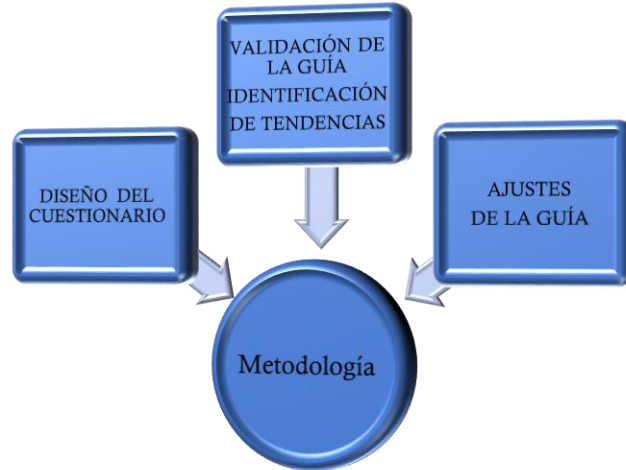 DISEÑO DEL
CUESTIONARIO
VALIDACIÓN DE
LA GUÍA
IDENTIFICACIÓN
DE TENDENCIAS
AJUSTES
DE LA GUÍA
Metodología